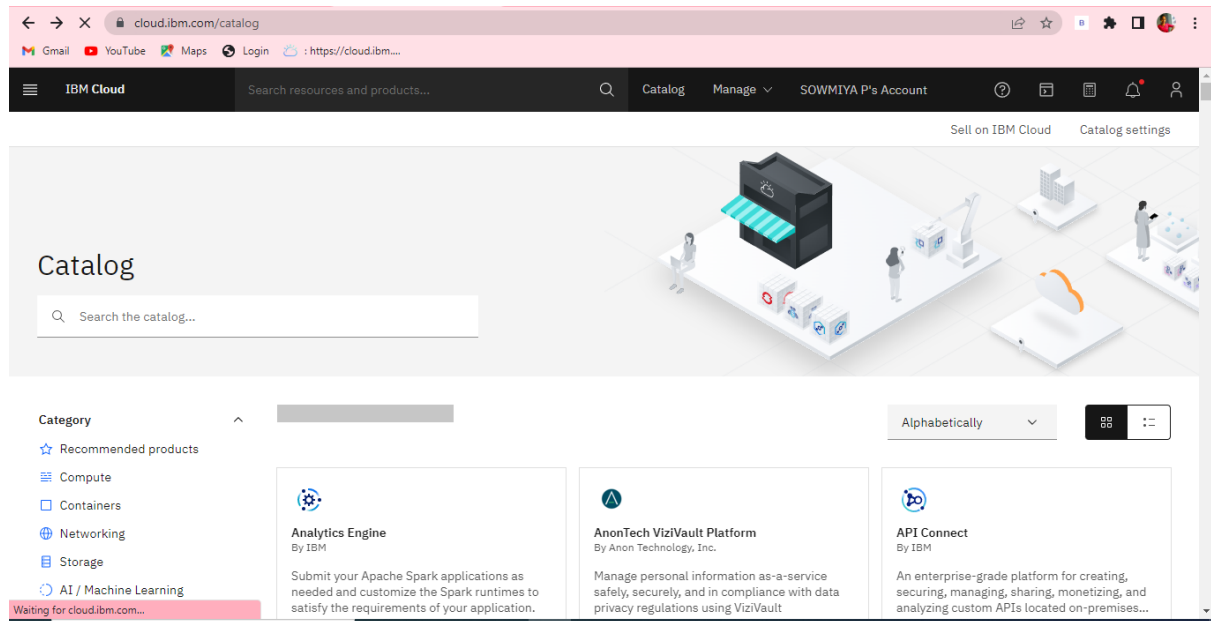 cloud.ibm.com/catalog
Gmail YouTube Maps Login : https://cloud.ibm....
IBM Cloud Search resources and products... Catalog Manage SOWMIYA P's Account
Sell on IBM Cloud Catalog settings
Catalog
Search the catalog...
Category
Recommended products
Compute
Containers
Networking
Storage
AI / Machine Learning
Waiting for cloud.ibm.com...
Alphabetically
Analytics Engine
By IBM
Submit your Apache Spark applications as
needed and customize the Spark runtimes to
satisfy the requirements of your application.
AnonTech ViziVault Platform
By Anon Technology, Inc.
Manage personal information as-a-service
safely, securely, and in compliance with data
privacy regulations using ViziVault
API Connect
By IBM
An enterprise-grade platform for creating,
securing, managing, sharing, monetizing, and
analyzing custom APIs located on-premises...